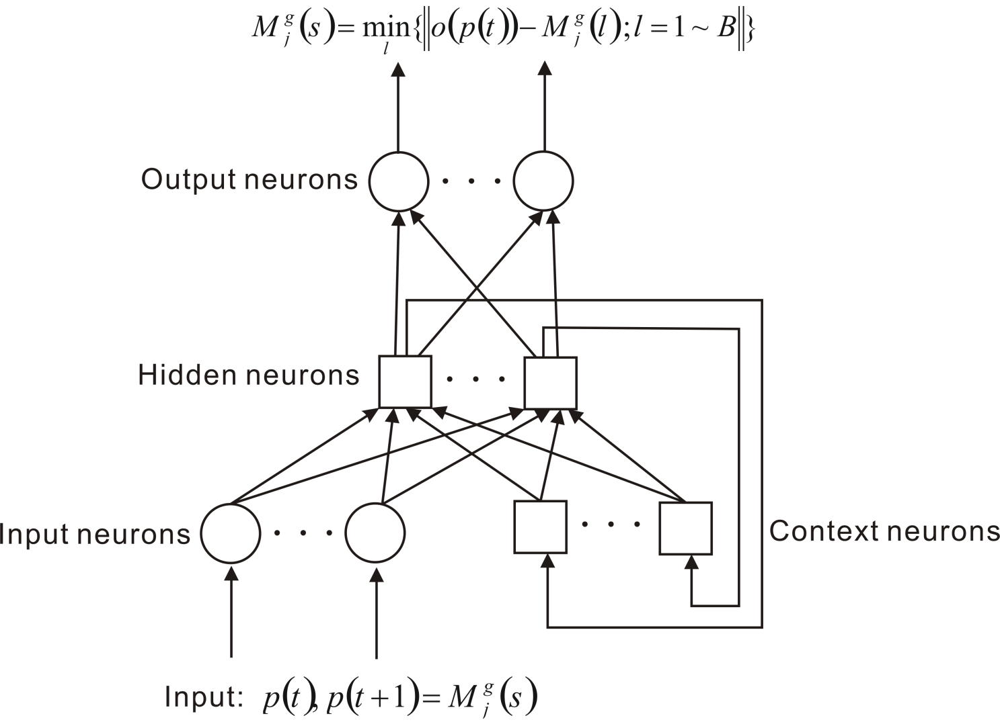 M_j^g(s)=min_l{‖o(p(t))−M_j^g(l);l=1~B‖}
Output neurons
Hidden neurons
Input neurons
Context neurons
Input: p(t), p(t+1)=M_j^g(s)